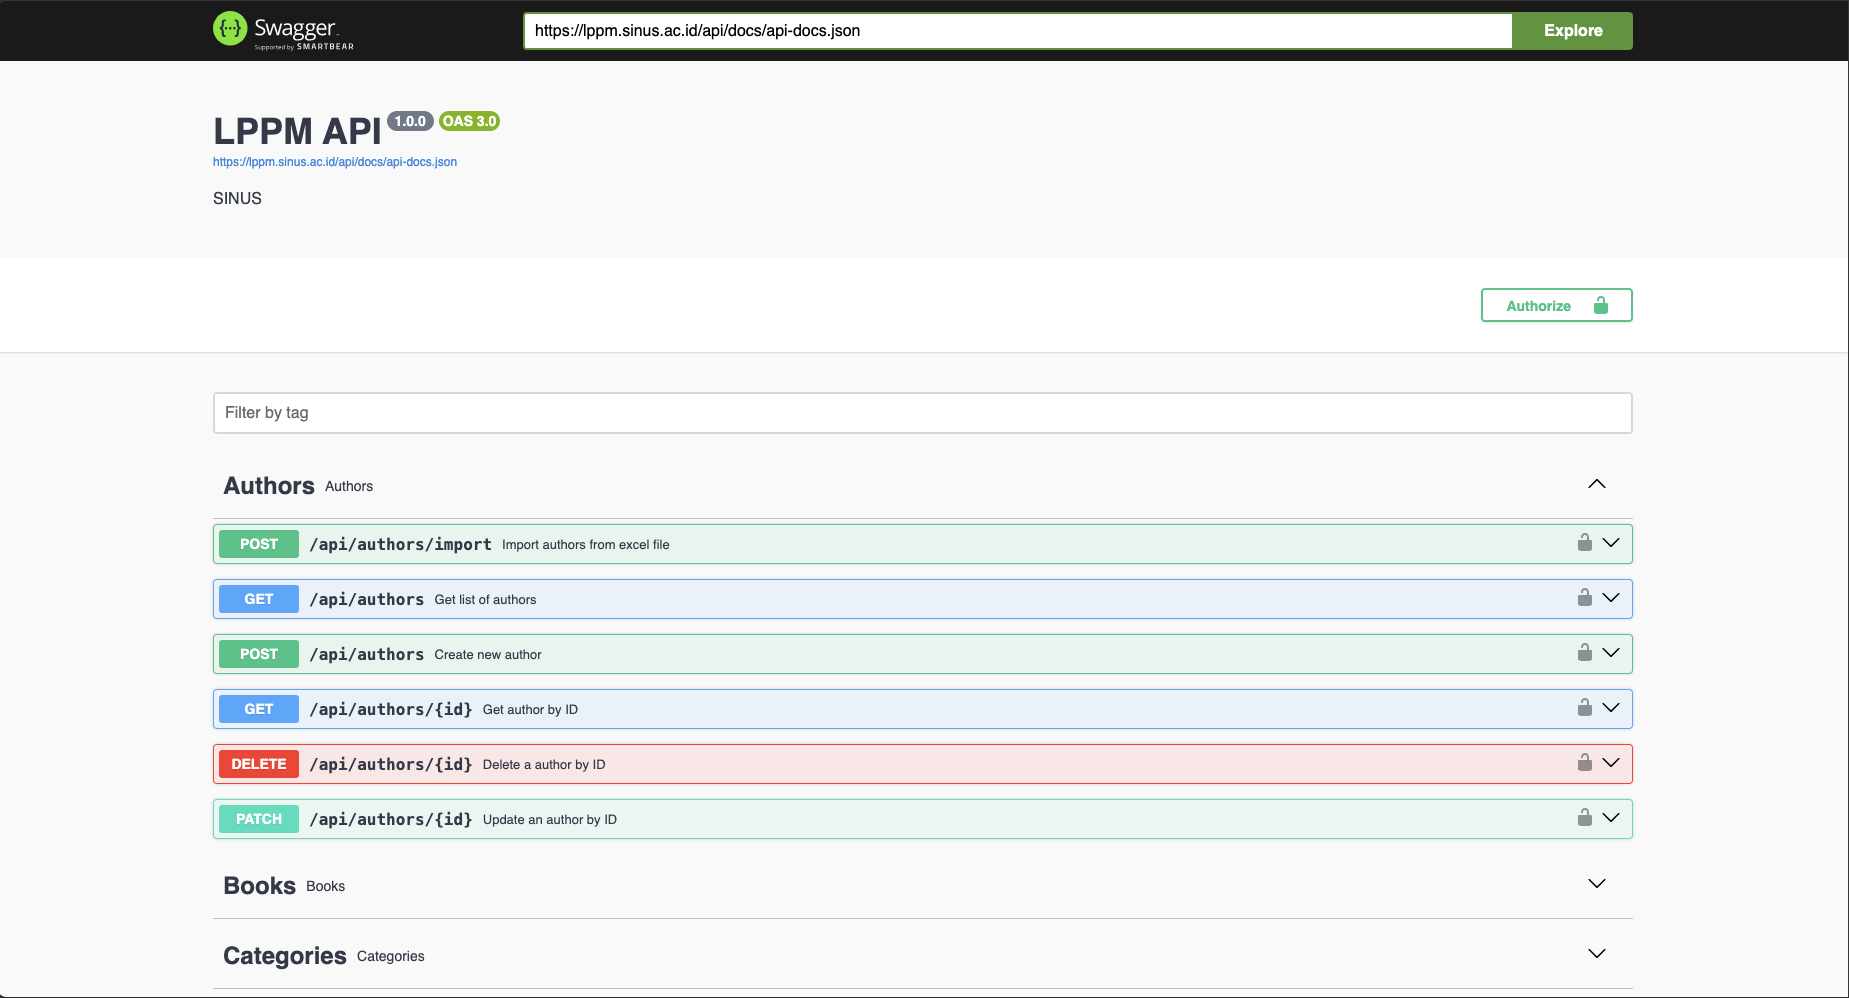 Swagger
Supported by SMARTBEAR
https://lppm.sinus.ac.id/api/docs/api-docs.json
Explore
LPPM API 1.0.0 OAS 3.0
https://lppm.sinus.ac.id/api/docs/api-docs.json
SINUS
Authorize
Filter by tag
Authors Authors
POST /api/authors/import Import authors from excel file
GET /api/authors Get list of authors
POST /api/authors Create new author
GET /api/authors/{id} Get author by ID
DELETE /api/authors/{id} Delete a author by ID
PATCH /api/authors/{id} Update an author by ID
Books Books
Categories Categories